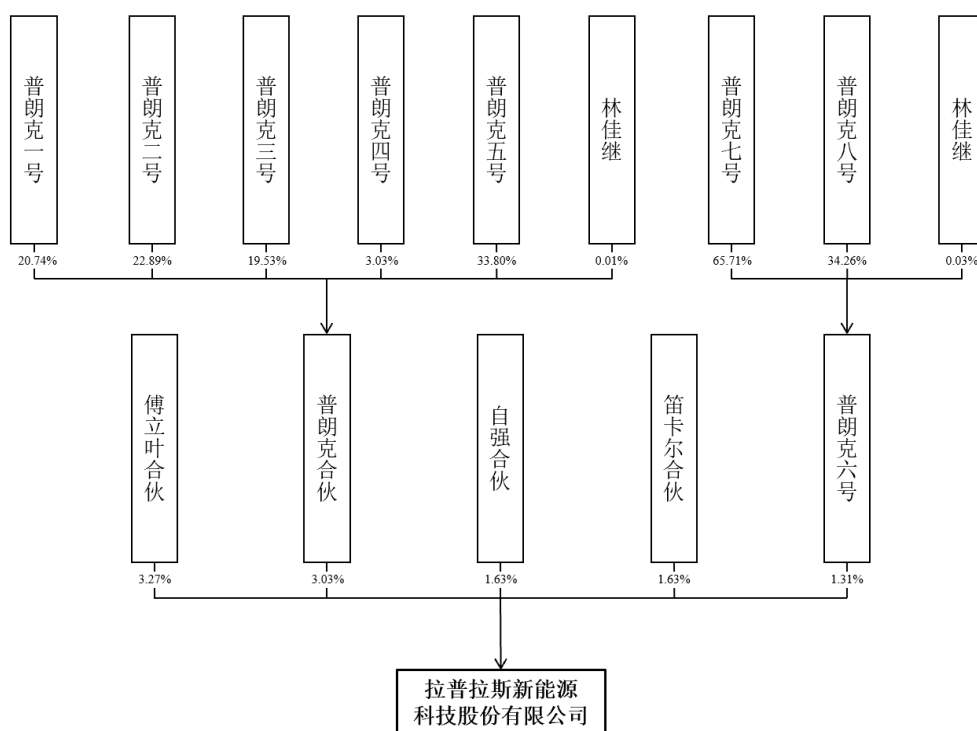 普朗克一号
普朗克二号
普朗克三号
普朗克四号
普朗克五号
林佳继
普朗克七号
普朗克八号
林佳继
20.74%
22.89%
19.53%
3.03%
33.80%
0.01%
65.71%
34.26%
0.03%
傅立叶合伙
普朗克合伙
自强合伙
笛卡尔合伙
普朗克六号
3.27%
3.03%
1.63%
1.63%
1.31%
拉普拉斯新能源
科技股份有限公司